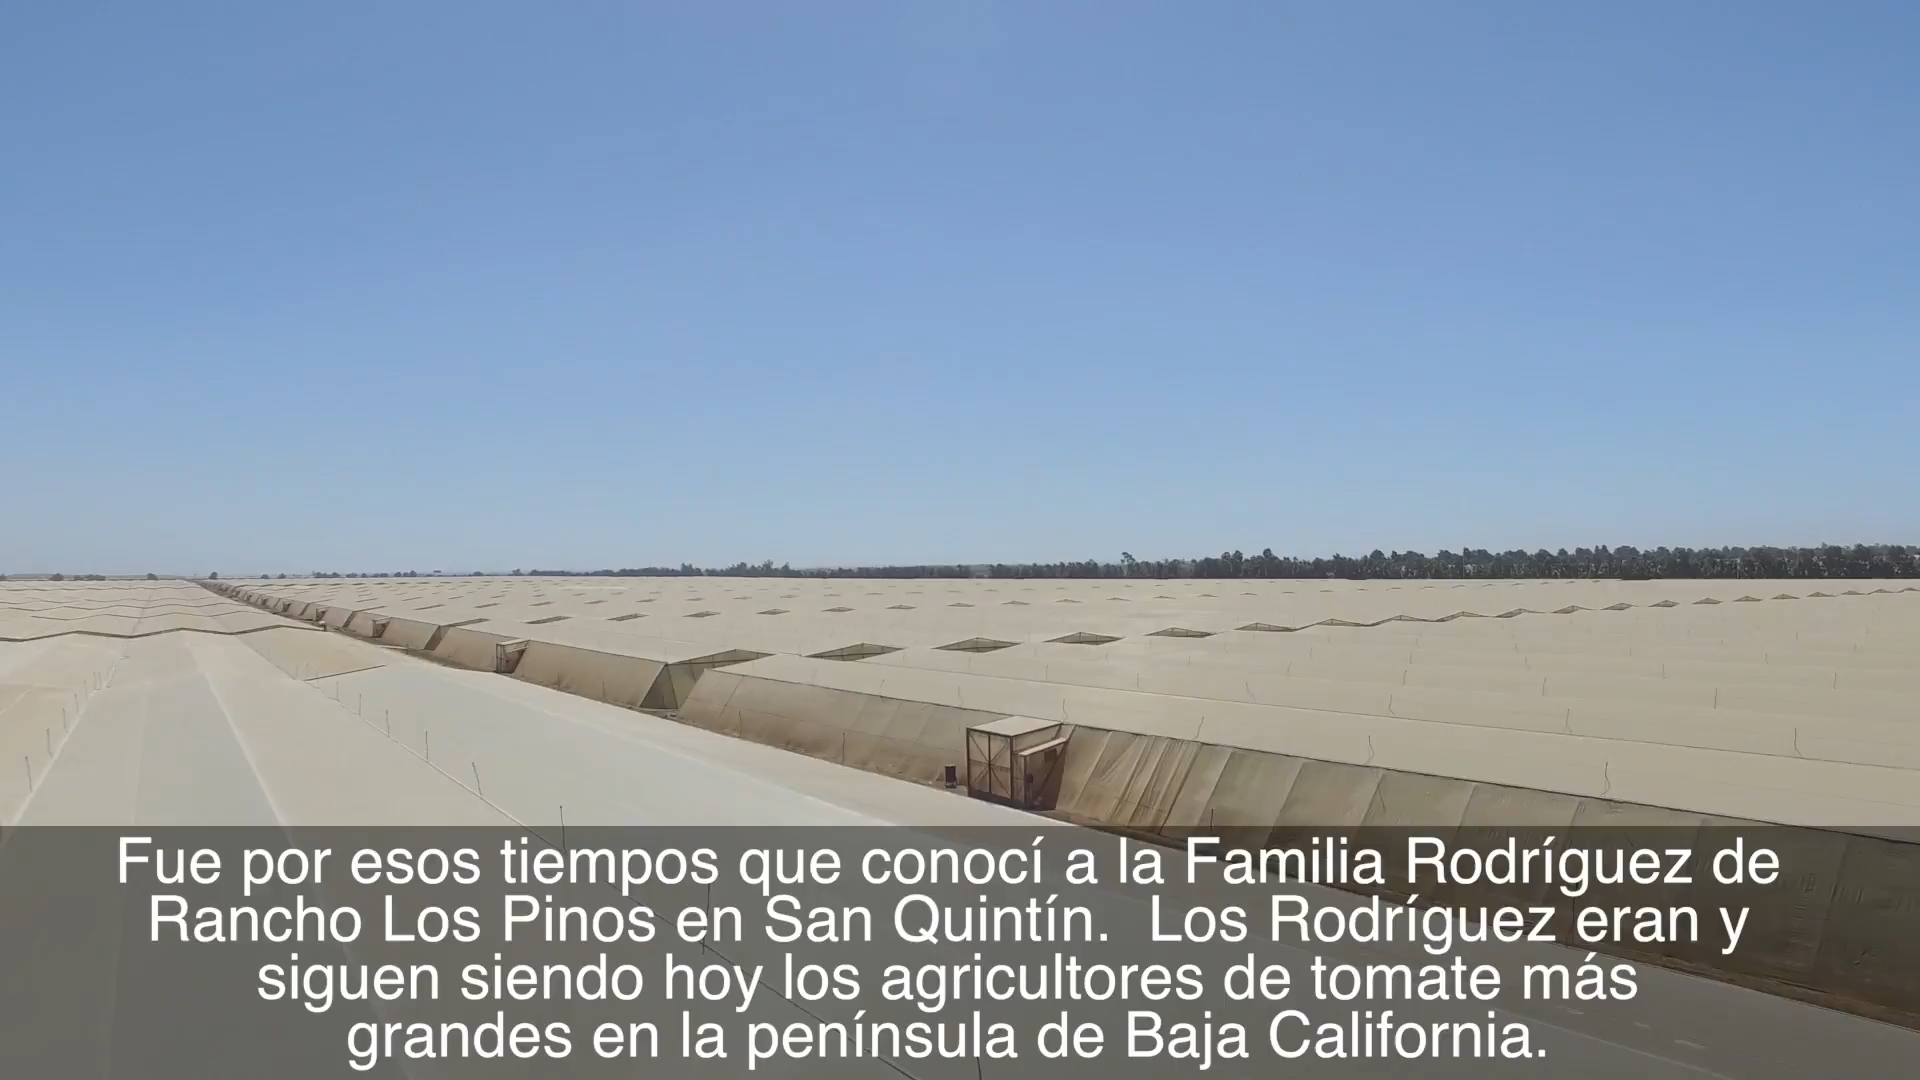 Fue por esos tiempos que conocí a la Familia Rodríguez de
Rancho Los Pinos en San Quintín.  Los Rodríguez eran y
siguen siendo hoy los agricultores de tomate más
grandes en la península de Baja California.